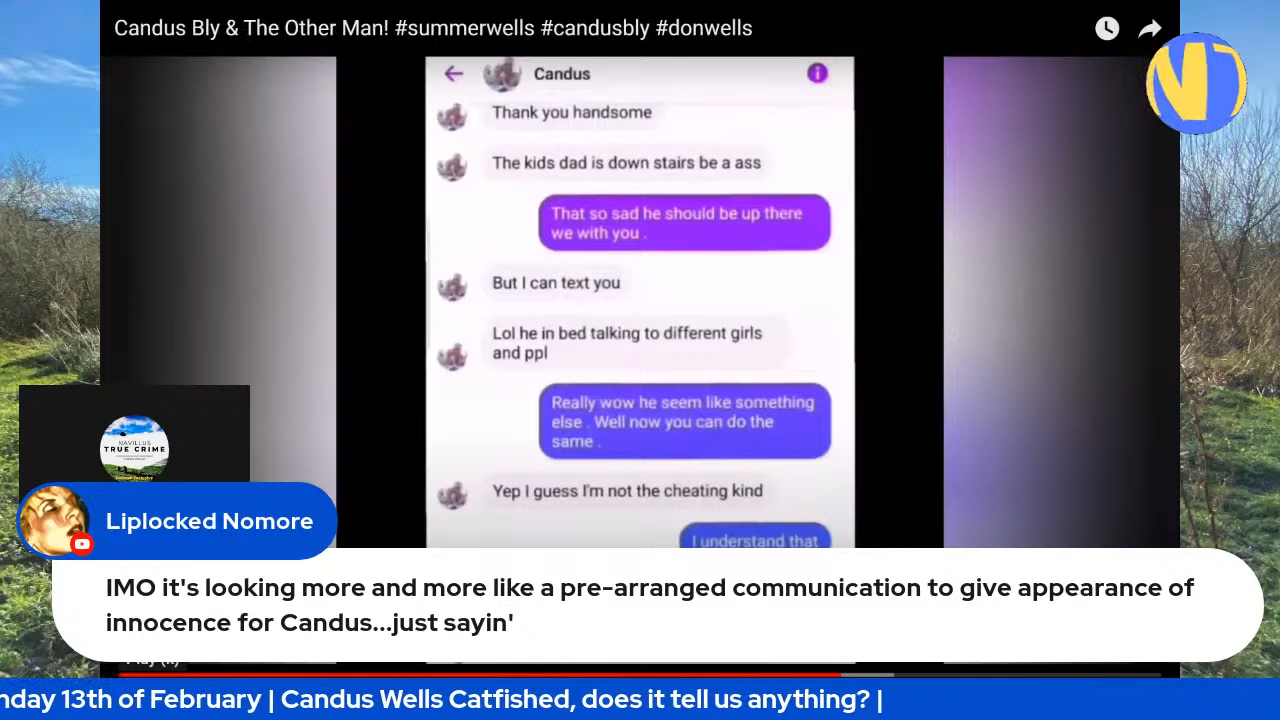 Candus Bly & The Other Man! #summerwells #candusbly #donwells
Candus
Thank you handsome
The kids dad is down stairs be a ass
That so sad he should be up there
we with you .
But I can text you
Lol he in bed talking to different girls
and ppl
Really wow he seem like something
else . Well now you can do the
same .
Yep I guess I'm not the cheating kind
I understand that
NAVILLUS
TRUE CRIME
Liplocked Nomore
IMO it's looking more and more like a pre-arranged communication to give appearance of
innocence for Candus...just sayin'
nday 13th of February | Candus Wells Catfished, does it tell us anything? |